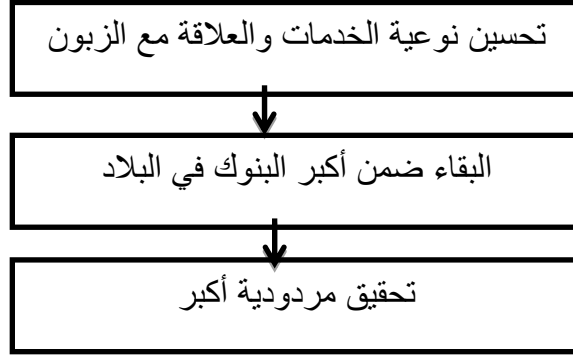 تحسين نوعية الخدمات والعلاقة مع الزبون
البقاء ضمن أكبر البنوك في البلاد
تحقيق مردودية أكبر